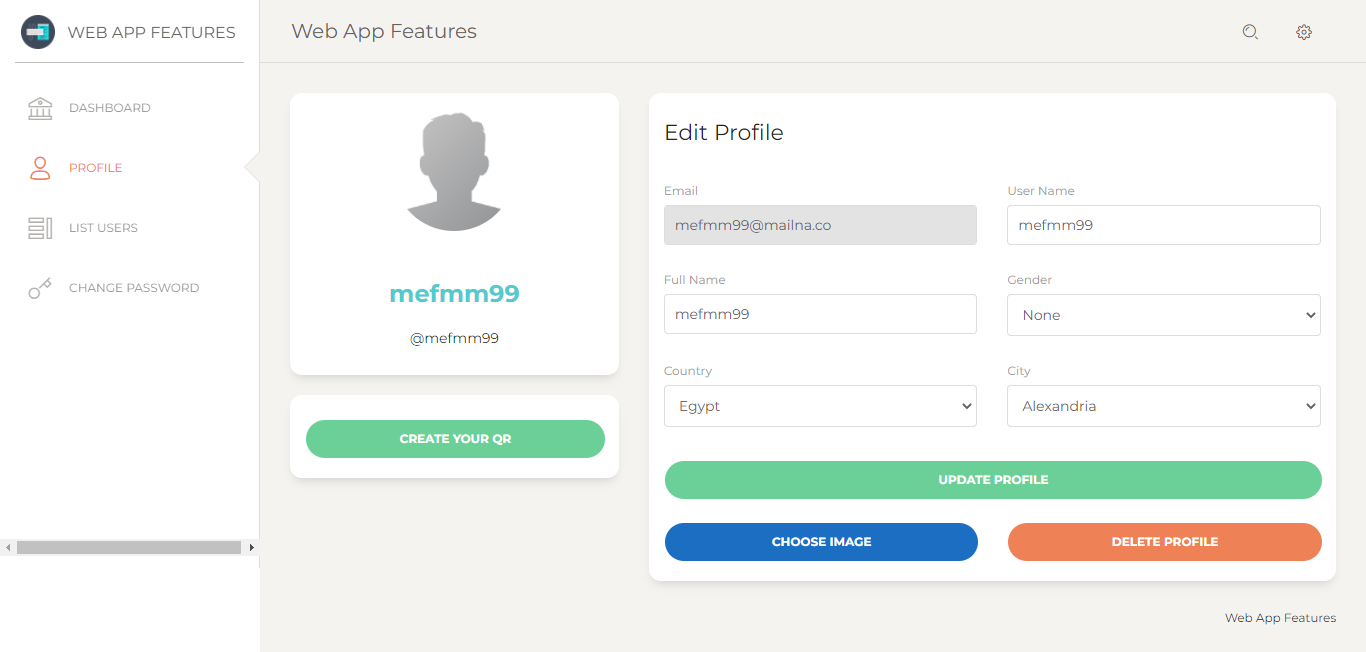 WEB APP FEATURES
DASHBOARD
PROFILE
LIST USERS
CHANGE PASSWORD
Web App Features
mefmm99
@mefmm99
CREATE YOUR QR
Edit Profile
Email
User Name
mefmm99@mailna.co
mefmm99
Full Name
Gender
mefmm99
None
Country
City
Egypt
Alexandria
UPDATE PROFILE
CHOOSE IMAGE
DELETE PROFILE
Web App Features